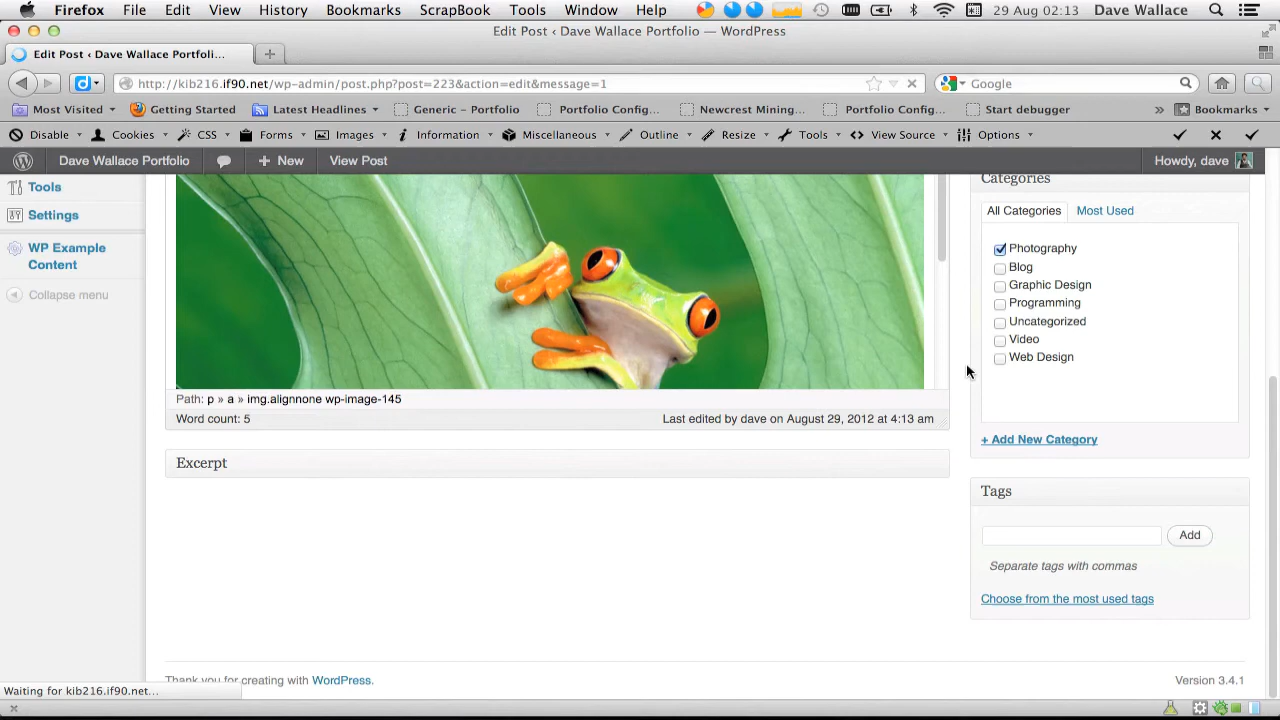 Firefox File Edit View History Bookmarks ScrapBook Tools Window Help 29 Aug 02:13 Dave Wallace
Edit Post ‹ Dave Wallace Portfolio — WordPress
Edit Post ‹ Dave Wallace Portfoli...
http://kib216.if90.net/wp-admin/post.php?post=223&action=edit&message=1 Google
Most Visited Getting Started Latest Headlines Generic – Portfolio Portfolio Config... Newcrest Mining... Portfolio Config... Start debugger » Bookmarks
Disable Cookies CSS Forms Images Information Miscellaneous Outline Resize Tools View Source Options
Dave Wallace Portfolio + New View Post Howdy, dave
Tools
Settings
WP Example
Content
Collapse menu
Path: p » a » img.alignnone wp-image-145
Word count: 5 Last edited by dave on August 29, 2012 at 4:13 am
Excerpt
Categories
All Categories Most Used
Photography
Blog
Graphic Design
Programming
Uncategorized
Video
Web Design
+ Add New Category
Tags
Add
Separate tags with commas
Choose from the most used tags
Thank you for creating with WordPress. Version 3.4.1
Waiting for kib216.if90.net...